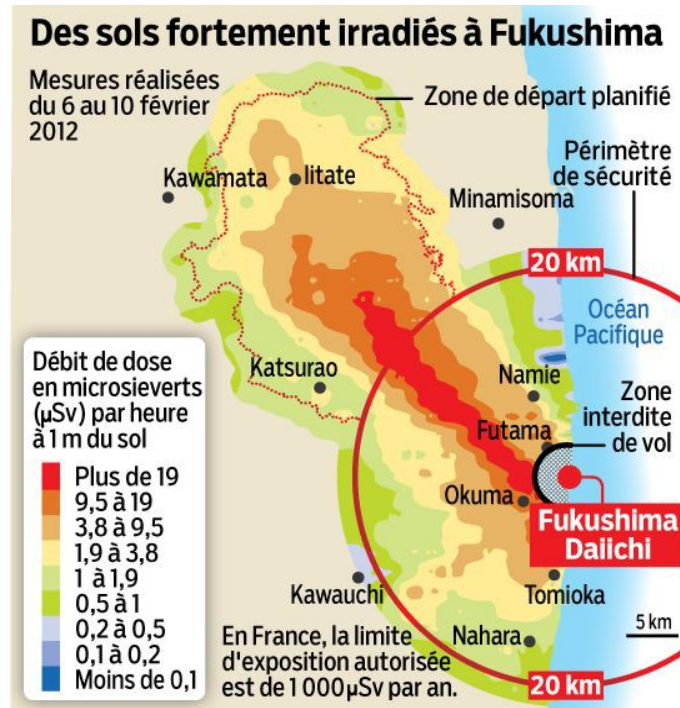 Des sols fortement irradiés à Fukushima
Mesures réalisées
du 6 au 10 février
2012
Zone de départ planifié
Périmètre
de sécurité
Kawamata
Iitate
Minamisoma
20 km
Océan
Pacifique
Débit de dose
en microsieverts
(μSv) par heure
à 1 m du sol
Plus de 19
9,5 à 19
3,8 à 9,5
1,9 à 3,8
1 à 1,9
0,5 à 1
0,2 à 0,5
0,1 à 0,2
Moins de 0,1
Katsurao
Namie
Zone
interdite
de vol
Futama
Okuma
Fukushima
Daiichi
Kawauchi
Tomioka
Nahara
5 km
En France, la limite
d'exposition autorisée
est de 1 000 μSv par an.
20 km